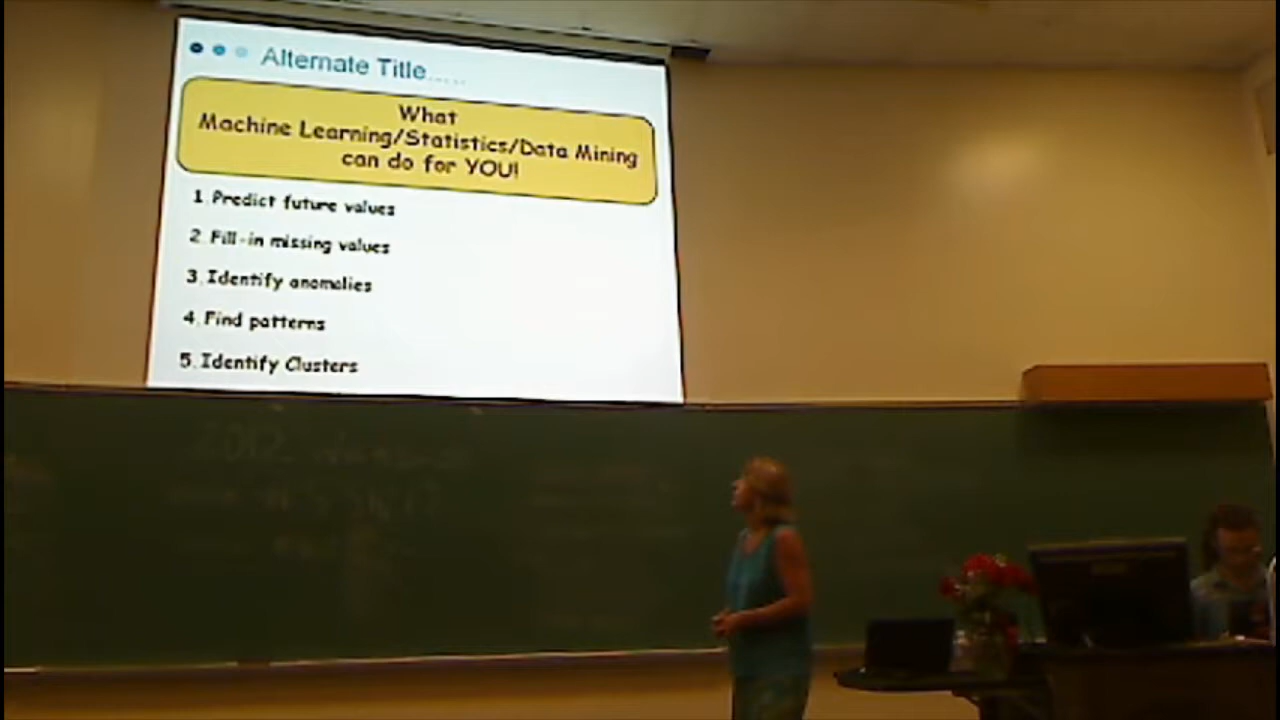 Alternate Title.....
What
Machine Learning/Statistics/Data Mining
can do for YOU!
1. Predict future values
2. Fill-in missing values
3. Identify anomalies
4. Find patterns
5. Identify Clusters
2012